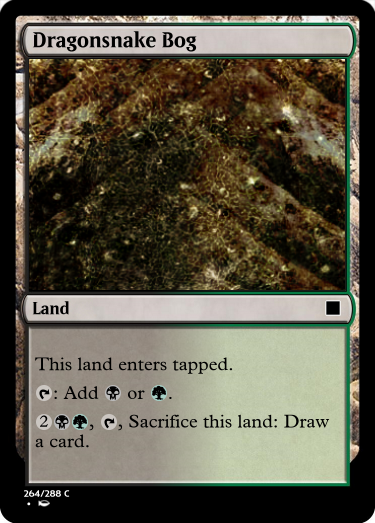 Dragonsnake Bog
Land
This land enters tapped.
: Add or .
2 , , Sacrifice this land: Draw
a card.
264/288 C